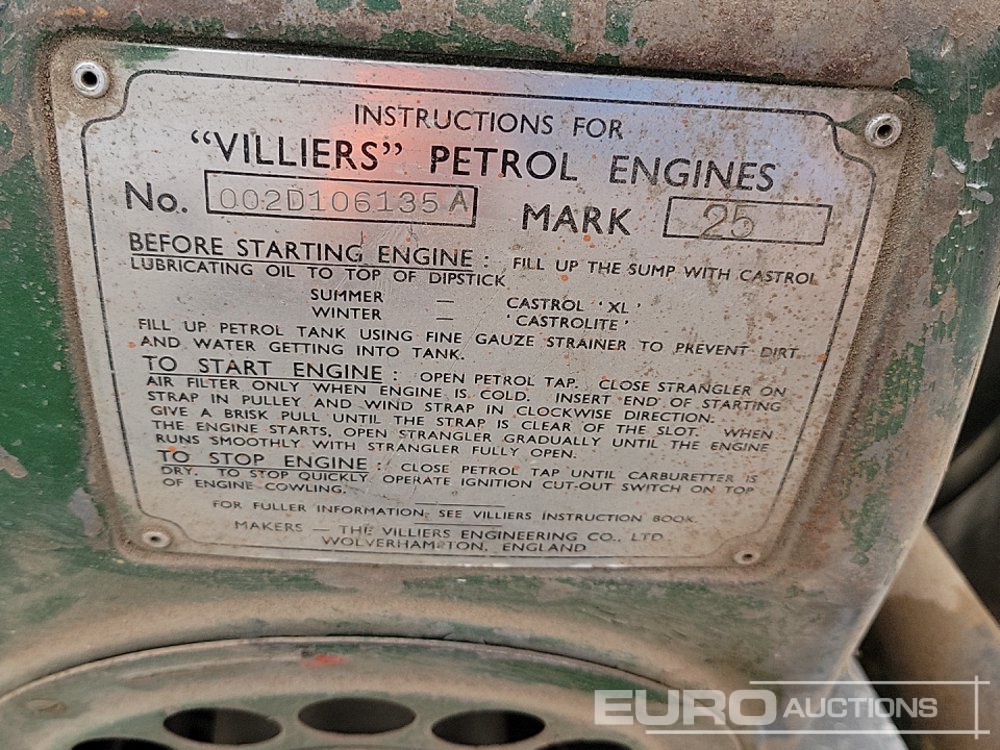 INSTRUCTIONS FOR
"VILLIERS" PETROL ENGINES
No. 002D106135A MARK 25
BEFORE STARTING ENGINE : FILL UP THE SUMP WITH CASTROL
LUBRICATING OIL TO TOP OF DIPSTICK
SUMMER — CASTROL 'XL'
WINTER — 'CASTROLITE'
FILL UP PETROL TANK USING FINE GAUZE STRAINER TO PREVENT DIRT
AND WATER GETTING INTO TANK.
TO START ENGINE : OPEN PETROL TAP. CLOSE STRANGLER ON
AIR FILTER ONLY WHEN ENGINE IS COLD. INSERT END OF STARTING
STRAP IN PULLEY AND WIND STRAP IN CLOCKWISE DIRECTION.
GIVE A BRISK PULL UNTIL THE STRAP IS CLEAR OF THE SLOT. WHEN
THE ENGINE STARTS, OPEN STRANGLER GRADUALLY UNTIL THE ENGINE
RUNS SMOOTHLY WITH STRANGLER FULLY OPEN.
TO STOP ENGINE : CLOSE PETROL TAP UNTIL CARBURETTER IS
DRY. TO STOP QUICKLY OPERATE IGNITION CUT-OUT SWITCH ON TOP
OF ENGINE COWLING.
FOR FULLER INFORMATION, SEE VILLIERS INSTRUCTION BOOK.
MAKERS — THE VILLIERS ENGINEERING CO., LTD
WOLVERHAMPTON, ENGLAND
EURO AUCTIONS